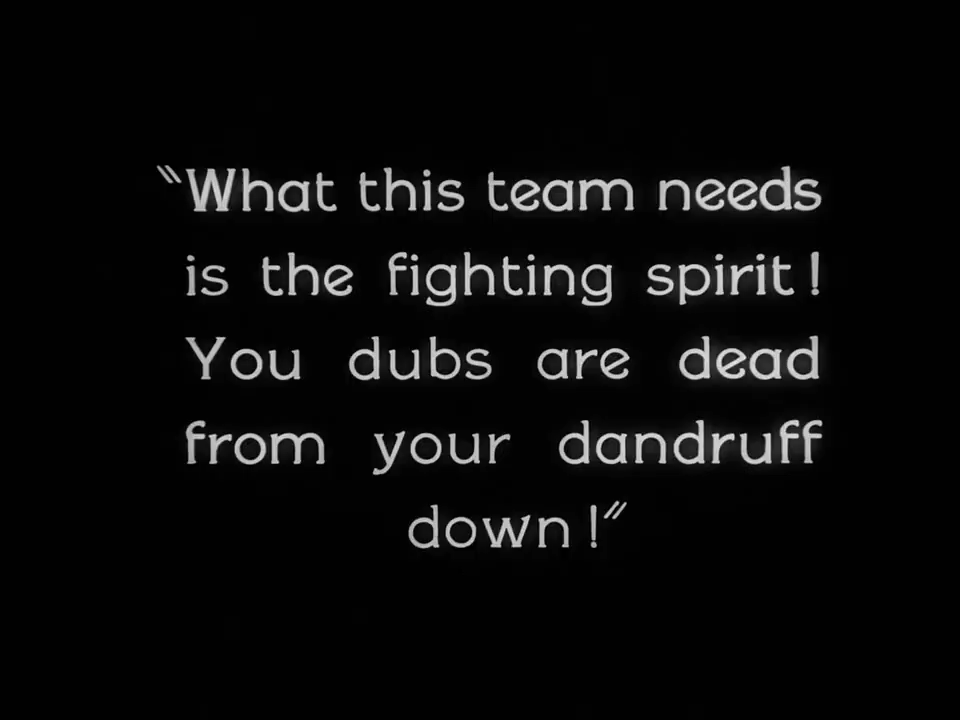 "What this team needs
is the fighting spirit!
You dubs are dead
from your dandruff
down!"